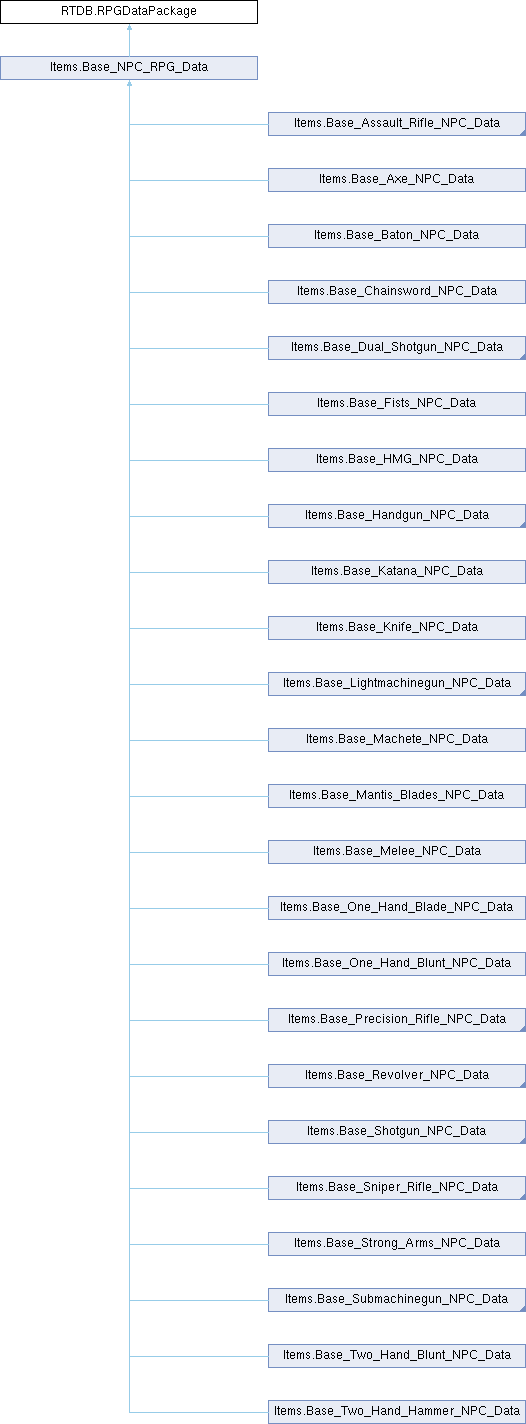 RTDB.RPGDataPackage
Items.Base_NPC_RPG_Data
Items.Base_Assault_Rifle_NPC_Data
Items.Base_Axe_NPC_Data
Items.Base_Baton_NPC_Data
Items.Base_Chainsword_NPC_Data
Items.Base_Dual_Shotgun_NPC_Data
Items.Base_Fists_NPC_Data
Items.Base_HMG_NPC_Data
Items.Base_Handgun_NPC_Data
Items.Base_Katana_NPC_Data
Items.Base_Knife_NPC_Data
Items.Base_Lightmachinegun_NPC_Data
Items.Base_Machete_NPC_Data
Items.Base_Mantis_Blades_NPC_Data
Items.Base_Melee_NPC_Data
Items.Base_One_Hand_Blade_NPC_Data
Items.Base_One_Hand_Blunt_NPC_Data
Items.Base_Precision_Rifle_NPC_Data
Items.Base_Revolver_NPC_Data
Items.Base_Shotgun_NPC_Data
Items.Base_Sniper_Rifle_NPC_Data
Items.Base_Strong_Arms_NPC_Data
Items.Base_Submachinegun_NPC_Data
Items.Base_Two_Hand_Blunt_NPC_Data
Items.Base_Two_Hand_Hammer_NPC_Data